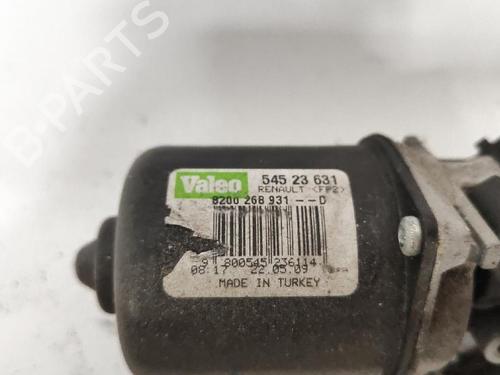 B-PARTS
Valeo 545 23 631
RENAULT <FP2>
8200 268 931 -- D
9 800545 236114
08:17 22.05.09
MADE IN TURKEY